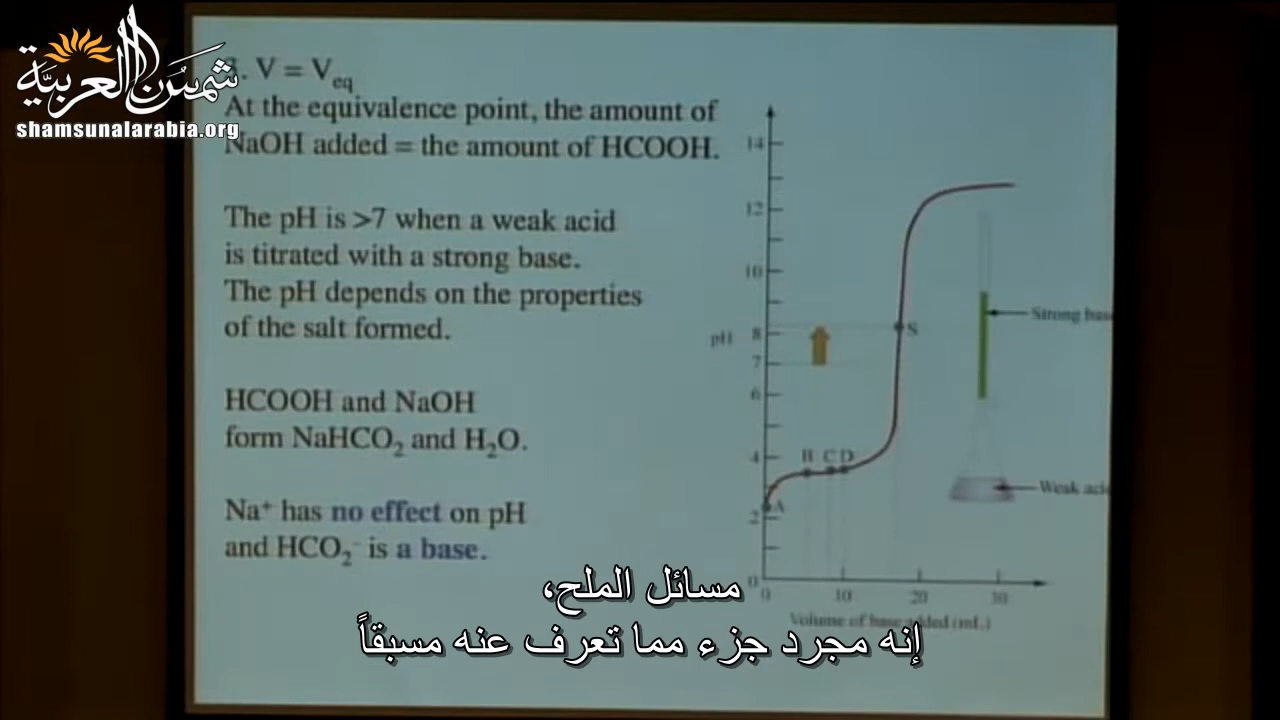 شمس العربية
shamsunalarabia.org
. V = Veq
At the equivalence point, the amount of
NaOH added = the amount of HCOOH.
The pH is >7 when a weak acid
is titrated with a strong base.
The pH depends on the properties
of the salt formed.
HCOOH and NaOH
form NaHCO₂ and H₂O.
Na⁺ has no effect on pH
and HCO₂⁻ is a base.
14
12
10
pH
8
7
6
4
2
0
A
B
C
D
S
Strong
Weak
0
10
20
30
Volume of base added (mL)
مسائل الملح،
إنه مجرد جزء مما تعرف عنه مسبقاً